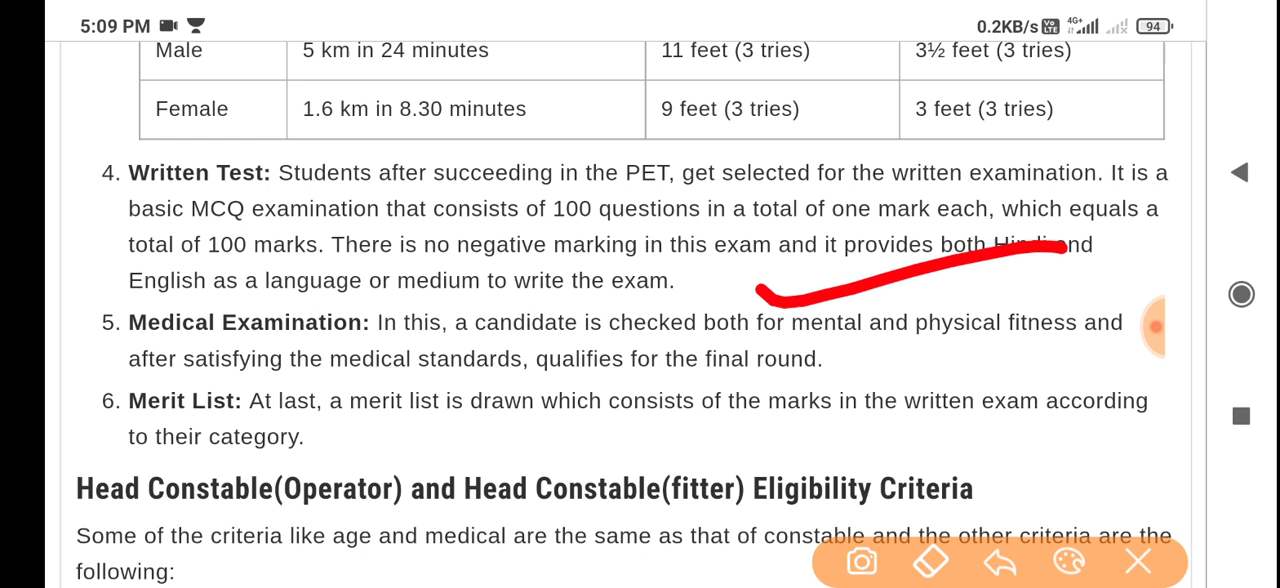 5:09 PM 0.2KB/s Vo LTE 4G+ 94
Male 5 km in 24 minutes 11 feet (3 tries) 3½ feet (3 tries)
Female 1.6 km in 8.30 minutes 9 feet (3 tries) 3 feet (3 tries)
4. Written Test: Students after succeeding in the PET, get selected for the written examination. It is a
basic MCQ examination that consists of 100 questions in a total of one mark each, which equals a
total of 100 marks. There is no negative marking in this exam and it provides both Hindi and
English as a language or medium to write the exam.
5. Medical Examination: In this, a candidate is checked both for mental and physical fitness and
after satisfying the medical standards, qualifies for the final round.
6. Merit List: At last, a merit list is drawn which consists of the marks in the written exam according
to their category.
Head Constable(Operator) and Head Constable(fitter) Eligibility Criteria
Some of the criteria like age and medical are the same as that of constable and the other criteria are the
following: